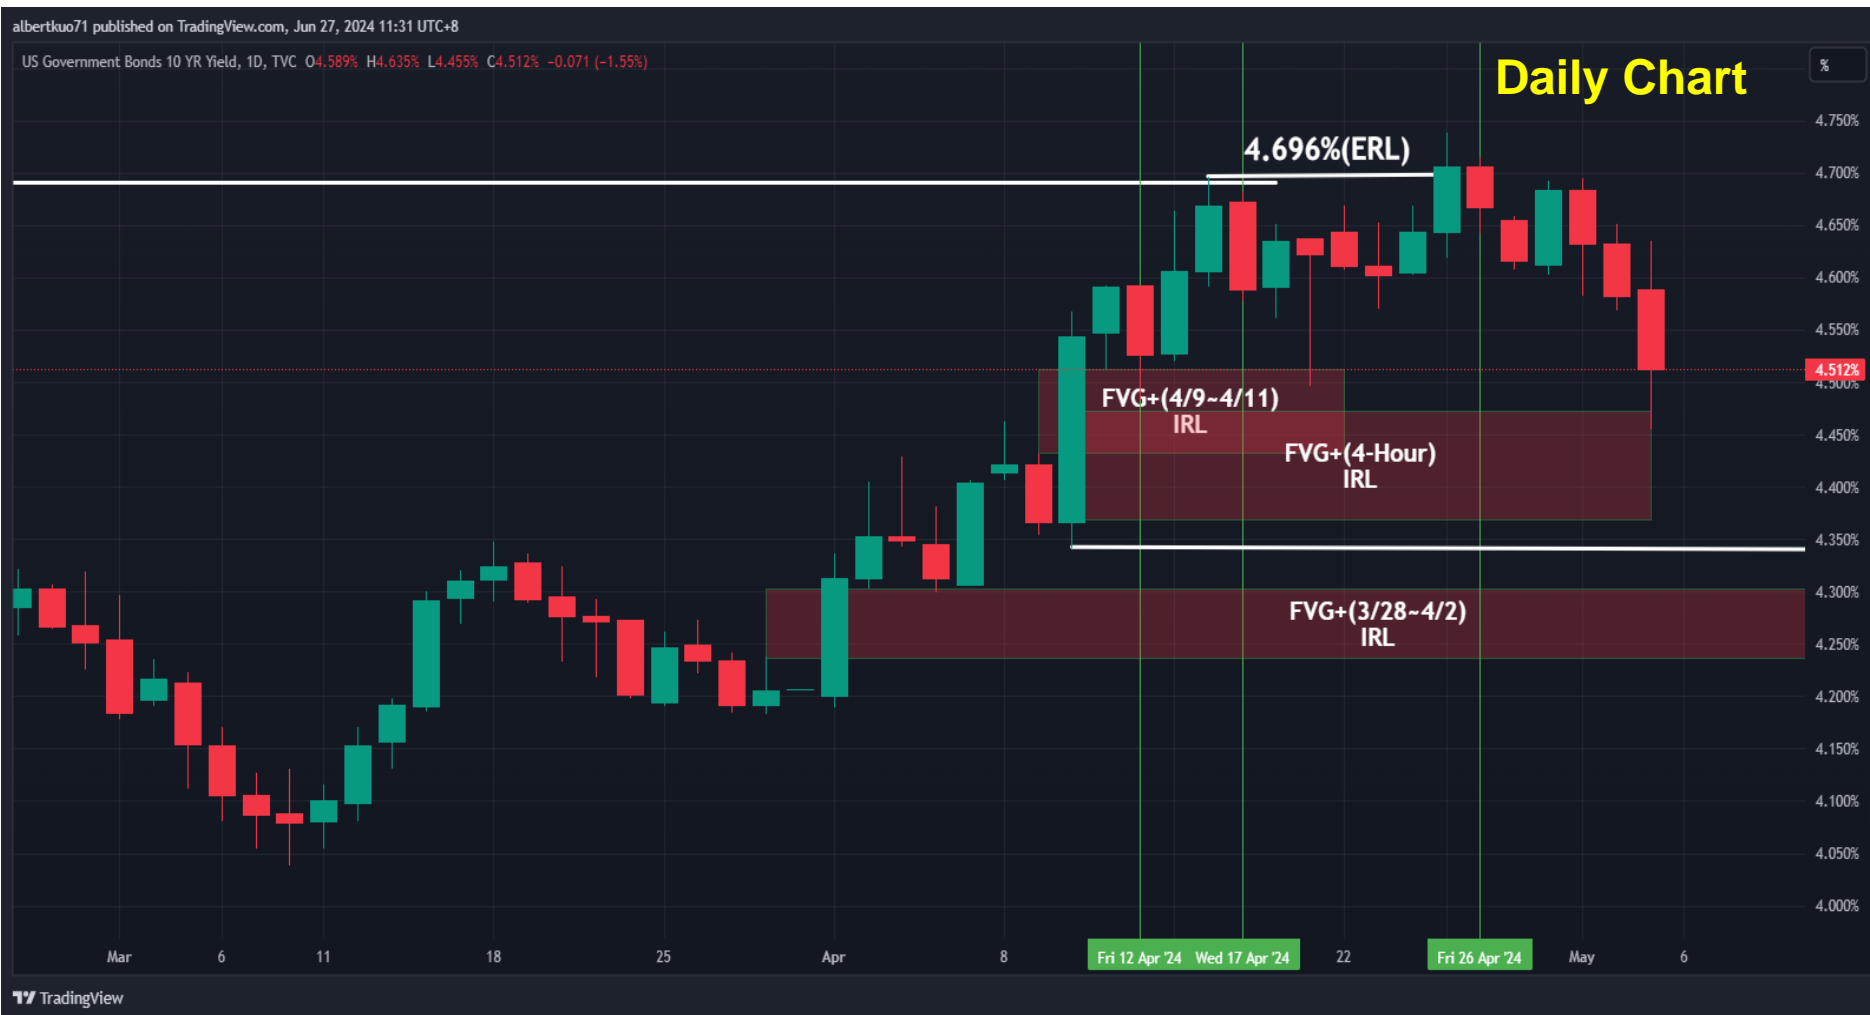 albertkuo71 published on TradingView.com, Jun 27, 2024 11:31 UTC+8
US Government Bonds 10 YR Yield, 1D, TVC O4.589% H4.635% L4.455% C4.512% −0.071 (−1.55%)
Daily Chart
%
4.750%
4.696%(ERL)
4.700%
4.650%
4.600%
4.550%
4.512%
4.500%
FVG+(4/9~4/11)
IRL
4.450%
FVG+(4-Hour)
IRL
4.400%
4.350%
4.300%
FVG+(3/28~4/2)
IRL
4.250%
4.200%
4.150%
4.100%
4.050%
4.000%
Mar 6 11 18 25 Apr 8 Fri 12 Apr '24 Wed 17 Apr '24 22 Fri 26 Apr '24 May 6
TradingView